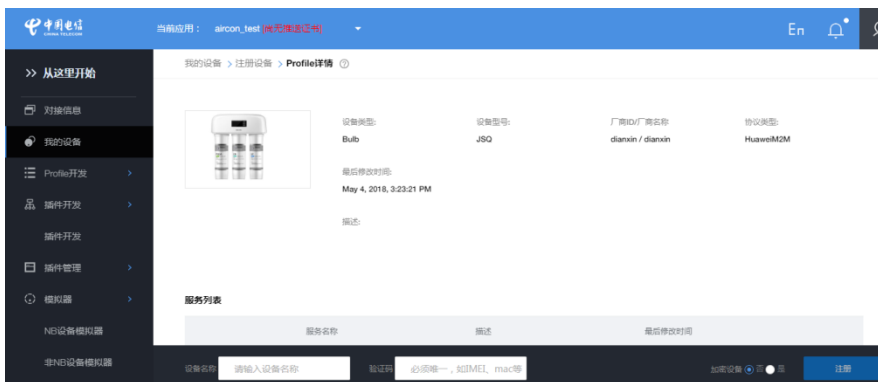 中国电信
CHINA TELECOM
当前应用： aircon_test (尚无推送证书)
En
>> 从这里开始
我的设备 > 注册设备 > Profile详情
对接信息
我的设备
Profile开发
插件开发
插件开发
插件管理
模拟器
NB设备模拟器
非NB设备模拟器
设备类型:
Bulb
设备型号:
JSQ
厂商ID/厂商名称
dianxin / dianxin
协议类型:
HuaweiM2M
最后修改时间:
May 4, 2018, 3:23:21 PM
描述:
服务列表
服务名称 描述 最后修改时间
设备名称 请输入设备名称 验证码 必须唯一，如IMEI、mac等 加密设备 否 是 注册